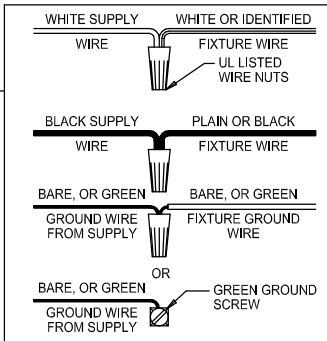 WHITE SUPPLY WHITE OR IDENTIFIED
WIRE FIXTURE WIRE
UL LISTED
WIRE NUTS
BLACK SUPPLY PLAIN OR BLACK
WIRE FIXTURE WIRE
BARE, OR GREEN BARE, OR GREEN
GROUND WIRE FIXTURE GROUND
FROM SUPPLY WIRE
OR
BARE, OR GREEN GREEN GROUND
SCREW
GROUND WIRE
FROM SUPPLY